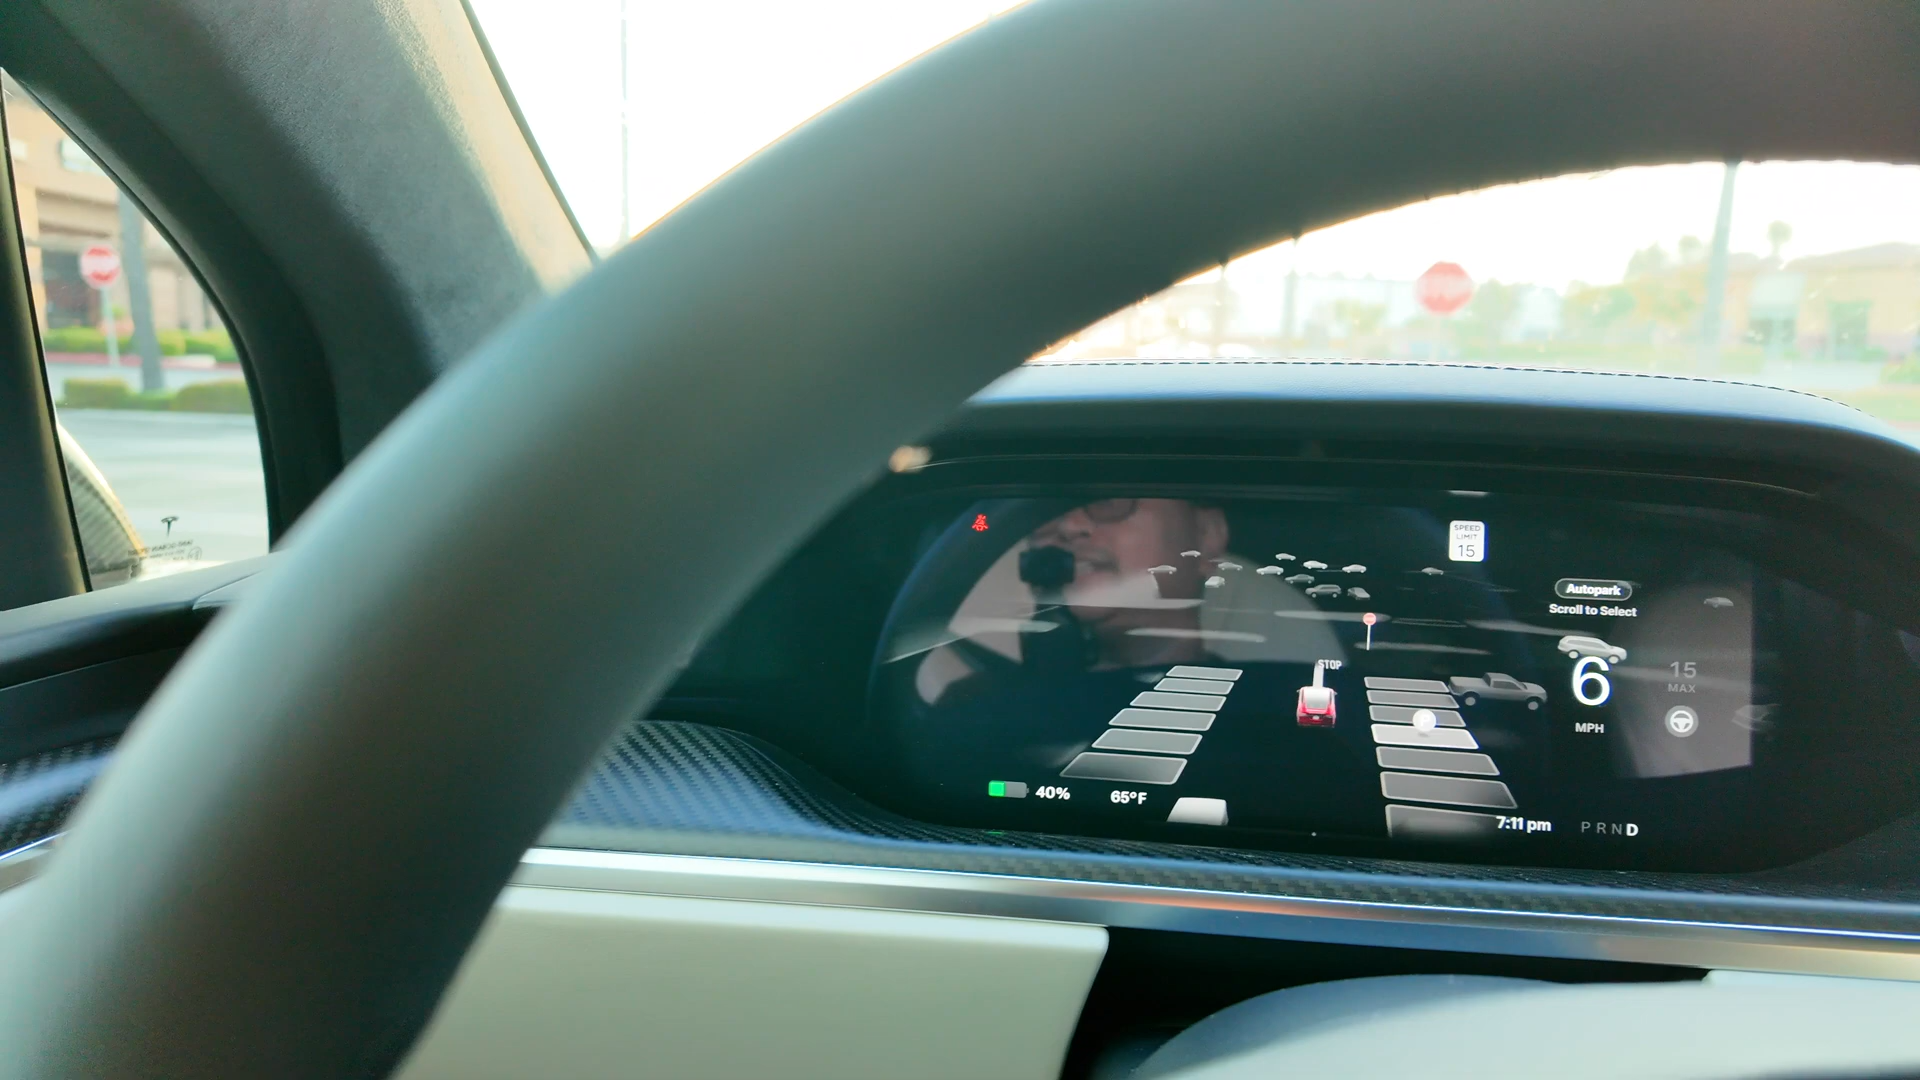 SPEED
LIMIT
15
Autopark
Scroll to Select
STOP
6
15
MAX
P
MPH
40%
65°F
7:11 pm
P R N D